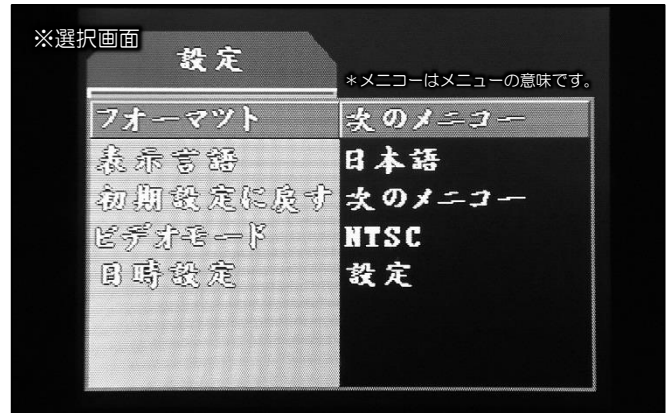 ※選択画面
設定
＊メニコーはメニューの意味です。
フォーマツト 次のメニコー
表示言語 日本語
初期設定に戻す 次のメニコー
ビデオモード NTSC
日時設定 設定